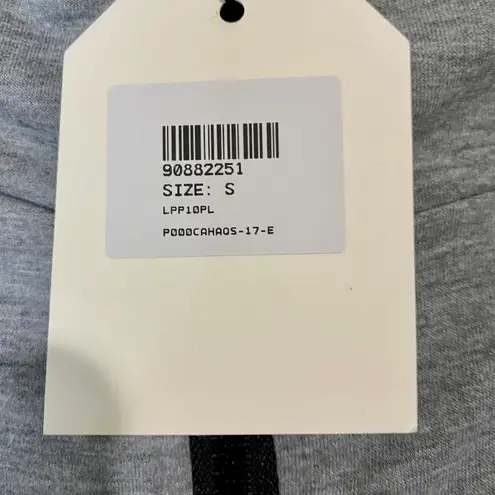 90882251
SIZE: S
LPP10PL
P000CAHAQS-17-E